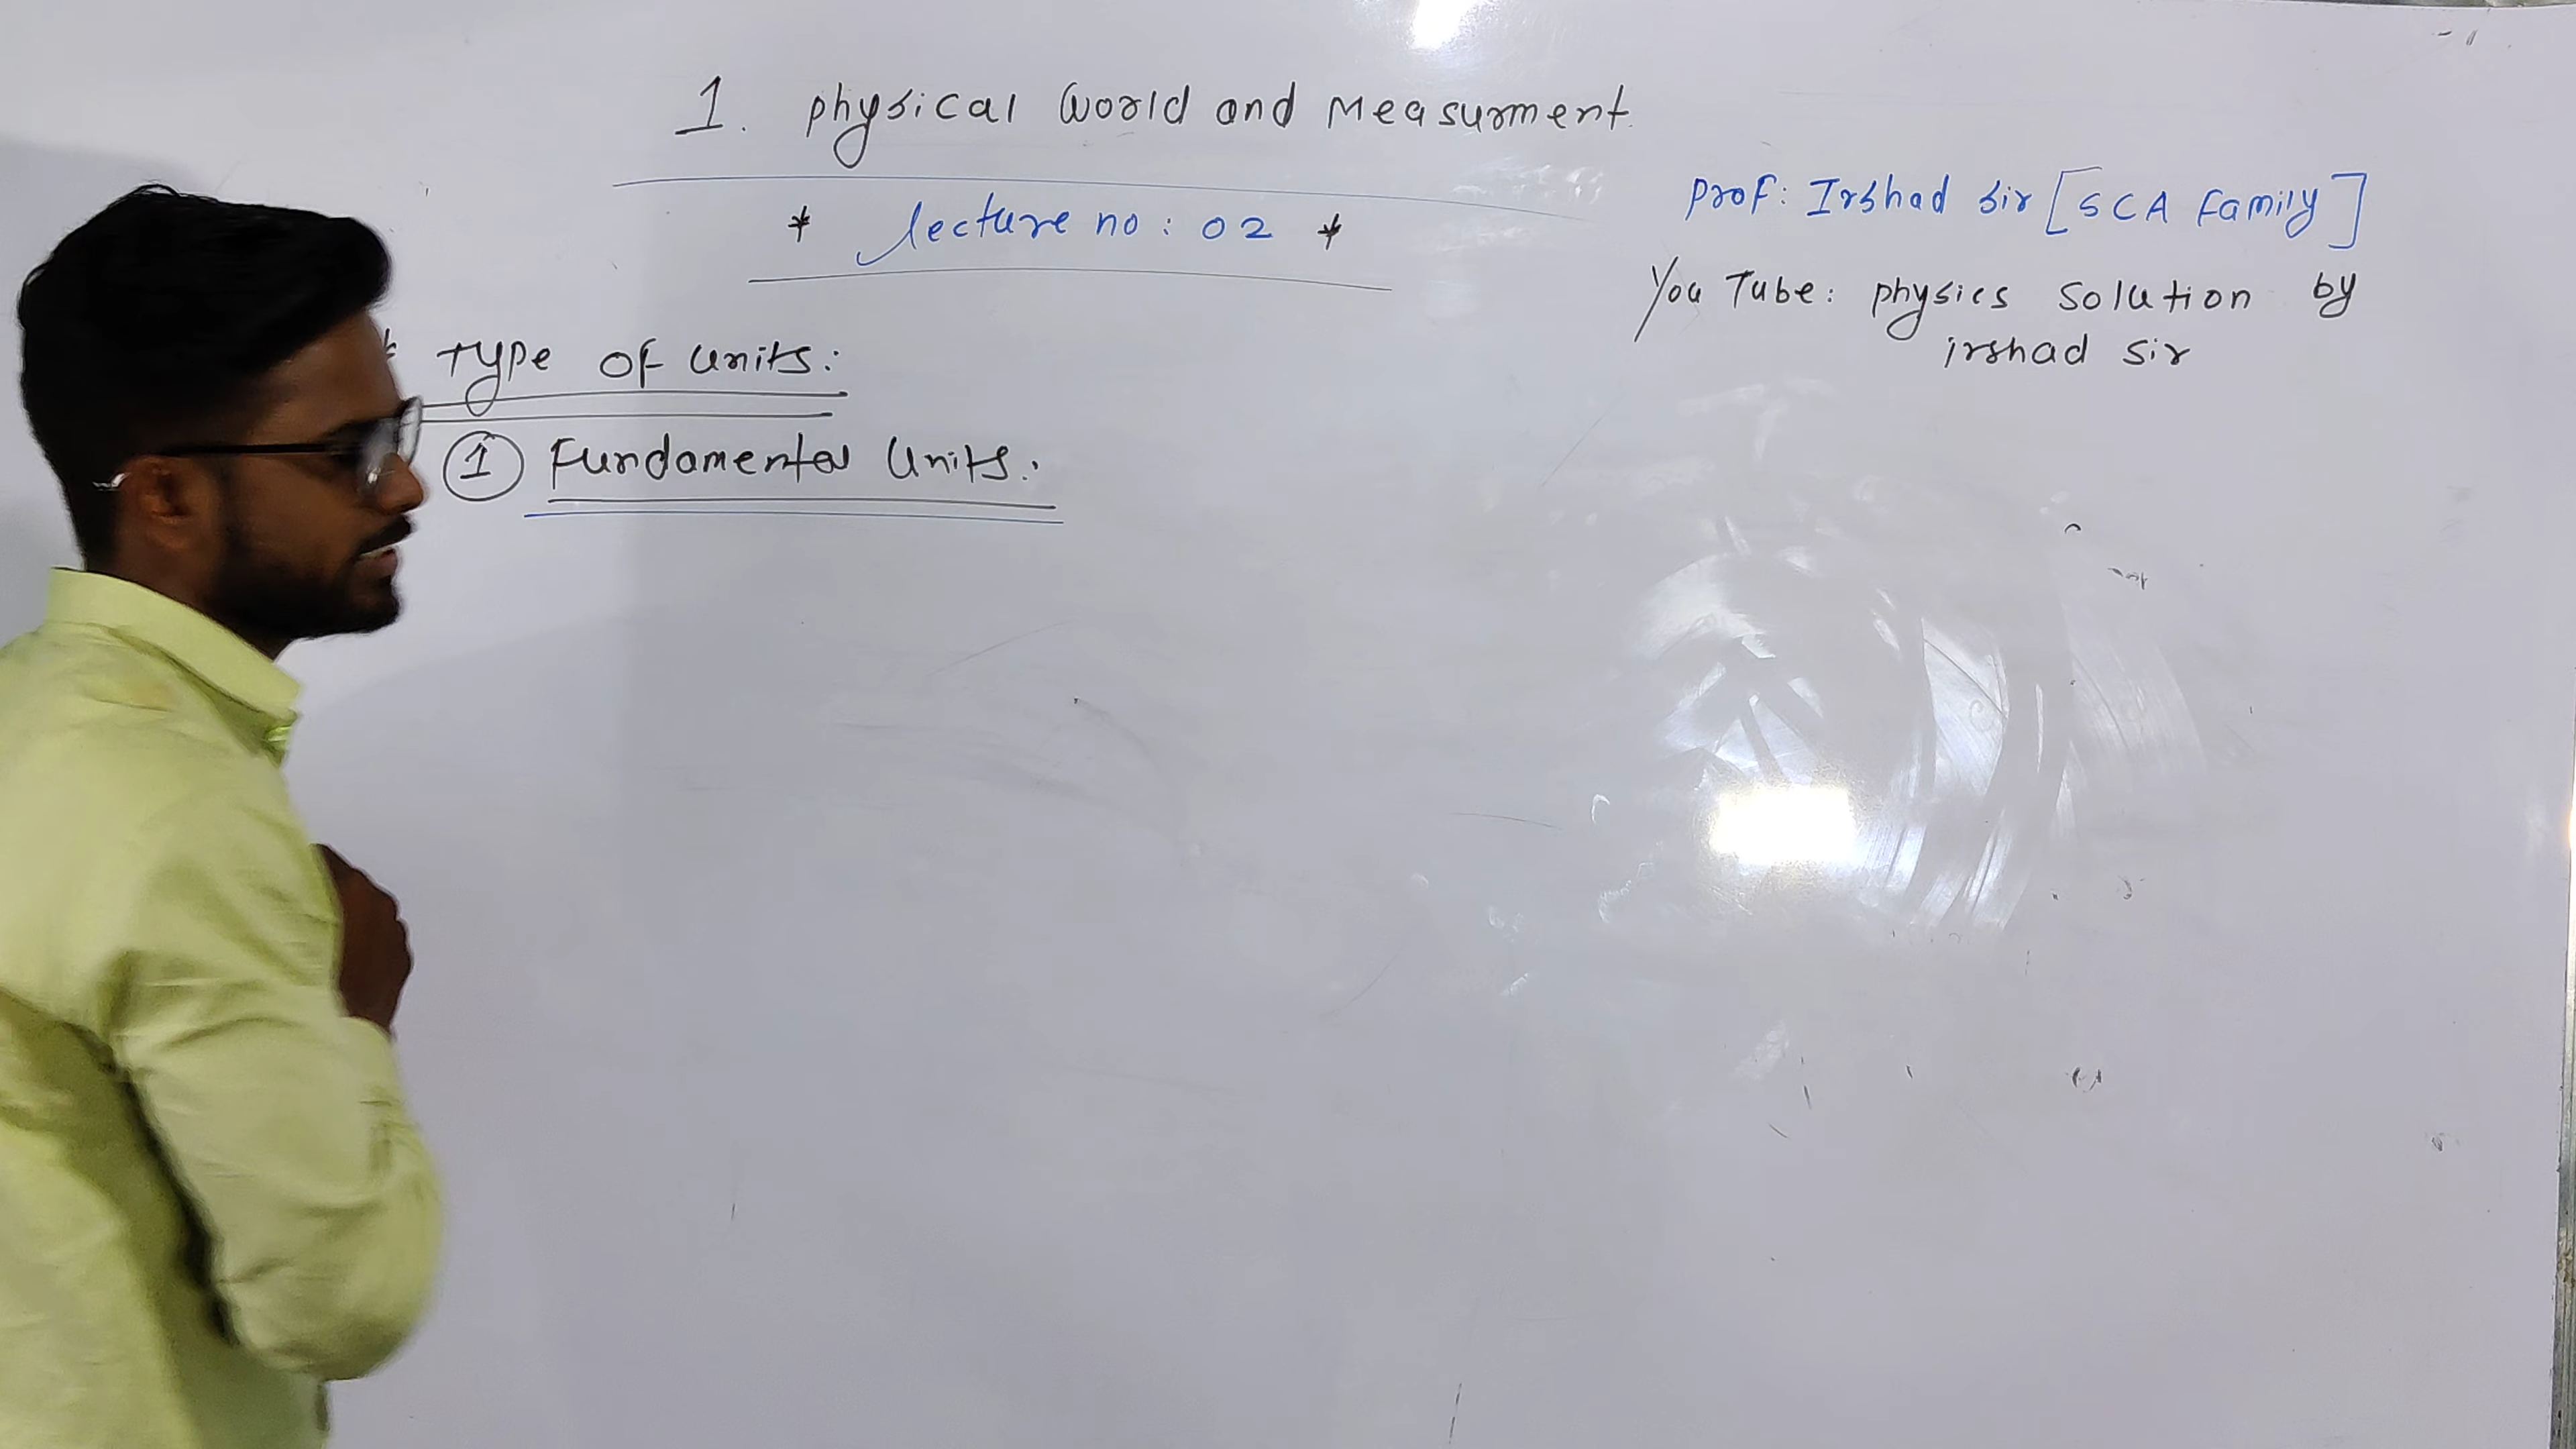 1. physical World and Measurment
* lecture no: 02 *
Prof: Irshad Sir [SCA Family]
You Tube: physics solution by
irshad sir
* Type of Units:
① Fundamental Units: